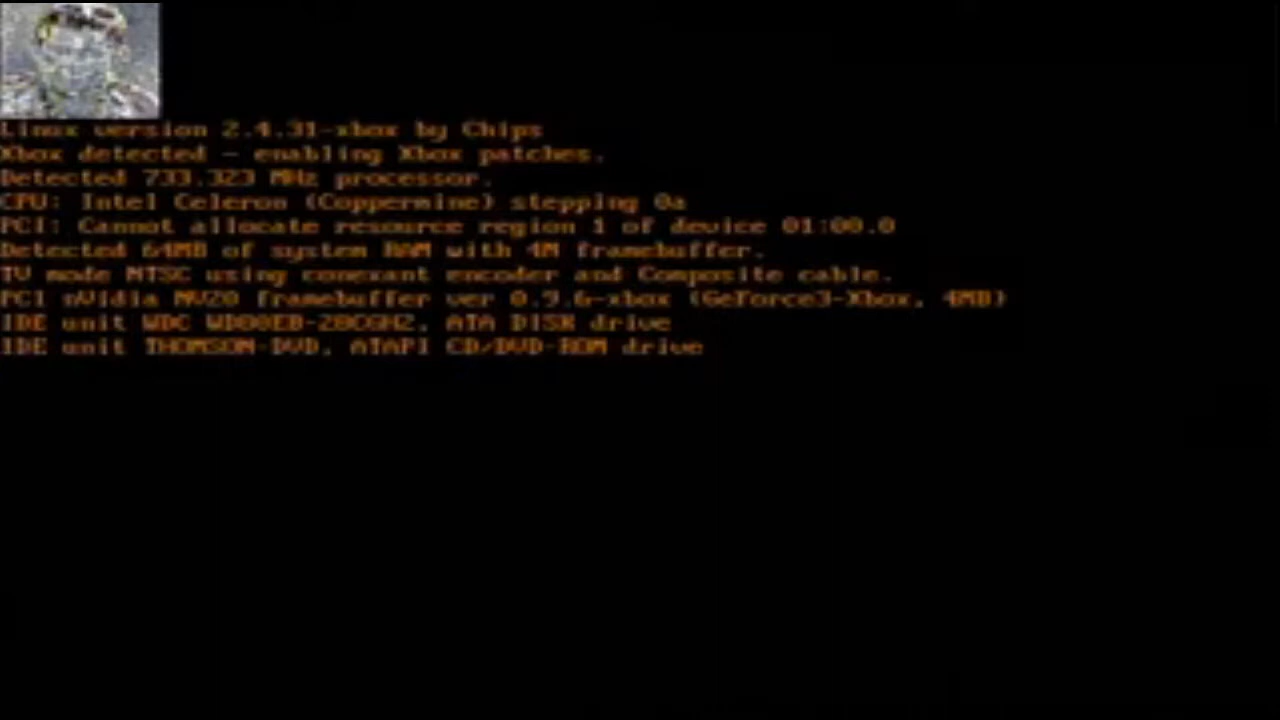 Linux version 2.4.31-xbox by Chips
Xbox detected - enabling Xbox patches.
Detected 733.323 MHz processor.
CPU: Intel Celeron (Coppermine) stepping 0a
PCI: Cannot allocate resource region 1 of device 01:00.0
Detected 64MB of system RAM with 4M framebuffer.
TV mode NTSC using conexant encoder and Composite cable.
PCI nVidia NV20 framebuffer ver 0.9.6-xbox (GeForce3-Xbox, 4MB)
IDE unit WDC WD80EB-28CGH2, ATA DISK drive
IDE unit THOMSON-DVD, ATAPI CD/DVD-ROM drive